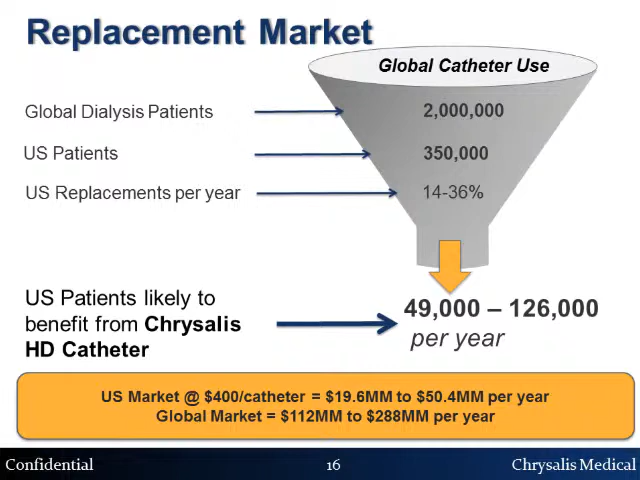 Replacement Market
Global Catheter Use
Global Dialysis Patients 2,000,000
US Patients 350,000
US Replacements per year 14-36%
US Patients likely to
benefit from Chrysalis
HD Catheter
49,000 – 126,000
per year
US Market @ $400/catheter = $19.6MM to $50.4MM per year
Global Market = $112MM to $288MM per year
Confidential 16 Chrysalis Medical